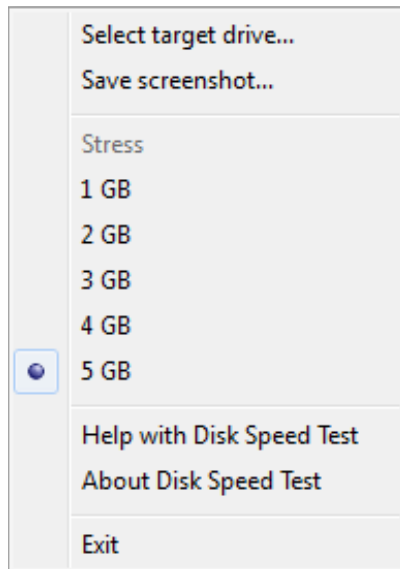 Select target drive...
Save screenshot...
Stress
1 GB
2 GB
3 GB
4 GB
5 GB
Help with Disk Speed Test
About Disk Speed Test
Exit